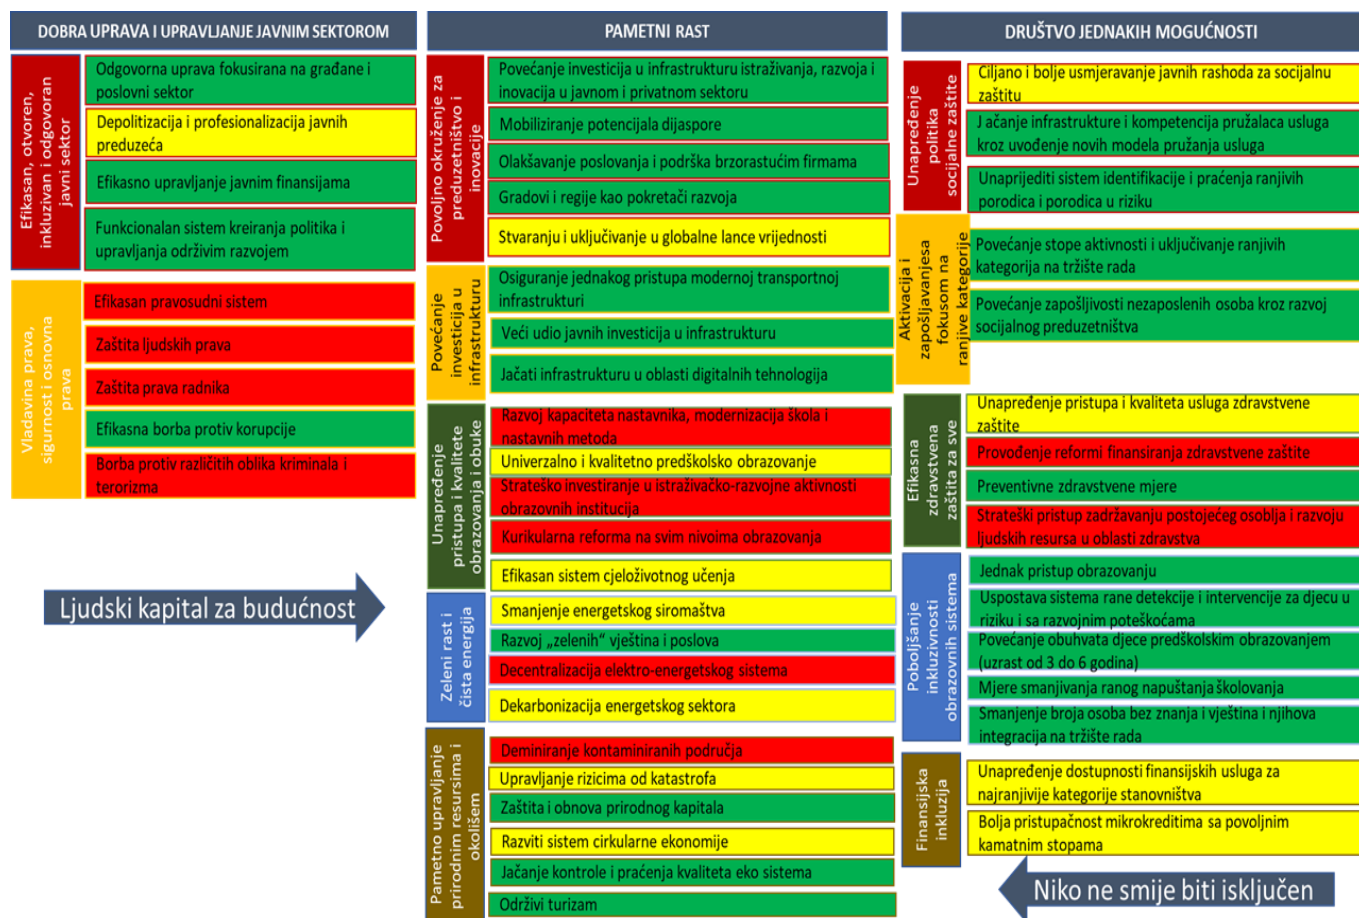 DOBRA UPRAVA I UPRAVLJANJE JAVNIM SEKTOROM
Efikasan, otvoren,
inkluzivan i odgovoran
javni sektor
Odgovorna uprava fokusirana na građane i
poslovni sektor
Depolitizacija i profesionalizacija javnih
preduzeća
Efikasno upravljanje javnim finansijama
Funkcionalan sistem kreiranja politika i
upravljanja održivim razvojem
Vladavina prava,
sigurnost i osnovna
prava
Efikasan pravosudni sistem
Zaštita ljudskih prava
Zaštita prava radnika
Efikasna borba protiv korupcije
Borba protiv različitih oblika kriminala i
terorizma
Ljudski kapital za budućnost
PAMETNI RAST
Povoljno okruženje za
preduzetništvo i
inovacije
Povećanje investicija u infrastrukturu istraživanja, razvoja i
inovacija u javnom i privatnom sektoru
Mobiliziranje potencijala dijaspore
Olakšavanje poslovanja i podrška brzorastućim firmama
Gradovi i regije kao pokretači razvoja
Stvaranju i uključivanje u globalne lance vrijednosti
Povećanje
investicija u
infrastrukturu
Osiguranje jednakog pristupa modernoj transportnoj
infrastrukturi
Veći udio javnih investicija u infrastrukturu
Jačati infrastrukturu u oblasti digitalnih tehnologija
Unapređenje
pristupa i kvalitete
obrazovanja i obuke
Razvoj kapaciteta nastavnika, modernizacija škola i
nastavnih metoda
Univerzalno i kvalitetno predškolsko obrazovanje
Strateško investiranje u istraživačko-razvojne aktivnosti
obrazovnih institucija
Kurikularna reforma na svim nivoima obrazovanja
Efikasan sistem cjeloživotnog učenja
Zeleni rast i
čista energija
Smanjenje energetskog siromaštva
Razvoj „zelenih“ vještina i poslova
Decentralizacija elektro-energetskog sistema
Dekarbonizacija energetskog sektora
Pametno upravljanje
prirodnim resursima i
okolišem
Deminiranje kontaminiranih područja
Upravljanje rizicima od katastrofa
Zaštita i obnova prirodnog kapitala
Razviti sistem cirkularne ekonomije
Jačanje kontrole i praćenja kvaliteta eko sistema
Održivi turizam
DRUŠTVO JEDNAKIH MOGUĆNOSTI
Unapređenje
politika
socijalne zaštite
Ciljano i bolje usmjeravanje javnih rashoda za socijalnu
zaštitu
J ačanje infrastrukture i kompetencija pružalaca usluga
kroz uvođenje novih modela pružanja usluga
Unaprijediti sistem identifikacije i praćenja ranjivih
porodica i porodica u riziku
Aktivacija i
zapošljavanjesa
fokusom na
ranjive kategorije
Povećanje stope aktivnosti i uključivanje ranjivih
kategorija na tržište rada
Povećanje zapošljivosti nezaposlenih osoba kroz razvoj
socijalnog preduzetništva
Efikasna
zdravstvena
zaštita za sve
Unapređenje pristupa i kvaliteta usluga zdravstvene
zaštite
Provođenje reformi finansiranja zdravstvene zaštite
Preventivne zdravstvene mjere
Strateški pristup zadržavanju postojećeg osoblja i razvoju
ljudskih resursa u oblasti zdravstva
Poboljšanje
inkluzivnosti
obrazovnih sistema
Jednak pristup obrazovanju
Uspostava sistema rane detekcije i intervencije za djecu u
riziku i sa razvojnim poteškoćama
Povećanje obuhvata djece predškolskim obrazovanjem
(uzrast od 3 do 6 godina)
Mjere smanjivanja ranog napuštanja školovanja
Smanjenje broja osoba bez znanja i vještina i njihova
integracija na tržište rada
Finansijska
inkluzija
Unapređenje dostupnosti finansijskih usluga za
najranjivije kategorije stanovništva
Bolja pristupačnost mikrokreditima sa povoljnim
kamatnim stopama
Niko ne smije biti isključen